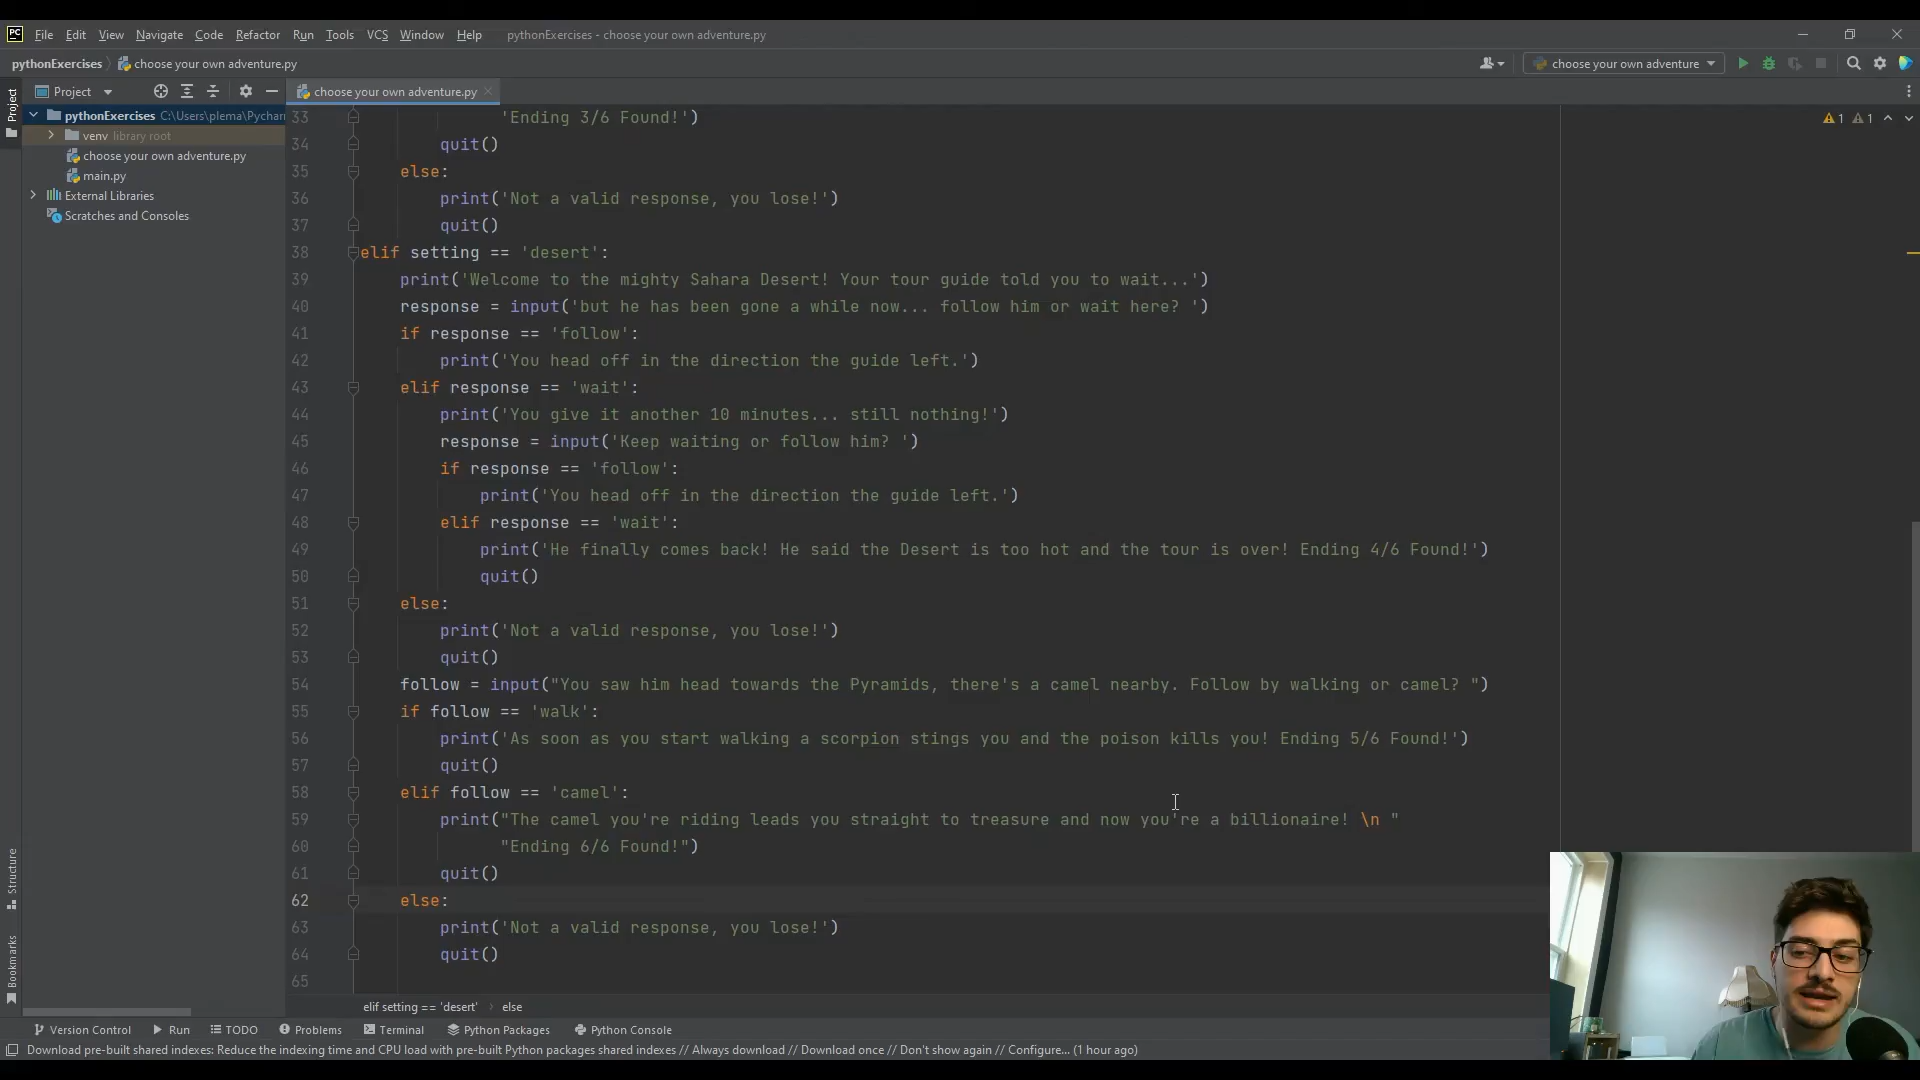 PC File Edit View Navigate Code Refactor Run Tools VCS Window Help pythonExercises - choose your own adventure.py
pythonExercises choose your own adventure.py choose your own adventure
Project Project choose your own adventure.py
pythonExercises C:\Users\plema\Pychar
venv library root
choose your own adventure.py
main.py
External Libraries
Scratches and Consoles
1 1
33 'Ending 3/6 Found!')
34 quit()
35 else:
36 print('Not a valid response, you lose!')
37 quit()
38 elif setting == 'desert':
39 print('Welcome to the mighty Sahara Desert! Your tour guide told you to wait...')
40 response = input('but he has been gone a while now... follow him or wait here? ')
41 if response == 'follow':
42 print('You head off in the direction the guide left.')
43 elif response == 'wait':
44 print('You give it another 10 minutes... still nothing!')
45 response = input('Keep waiting or follow him? ')
46 if response == 'follow':
47 print('You head off in the direction the guide left.')
48 elif response == 'wait':
49 print('He finally comes back! He said the Desert is too hot and the tour is over! Ending 4/6 Found!')
50 quit()
51 else:
52 print('Not a valid response, you lose!')
53 quit()
54 follow = input("You saw him head towards the Pyramids, there's a camel nearby. Follow by walking or camel? ")
55 if follow == 'walk':
56 print('As soon as you start walking a scorpion stings you and the poison kills you! Ending 5/6 Found!')
57 quit()
58 elif follow == 'camel':
59 print("The camel you're riding leads you straight to treasure and now you're a billionaire! \n "
60 "Ending 6/6 Found!")
61 quit()
62 else:
63 print('Not a valid response, you lose!')
64 quit()
65
elif setting == 'desert' else
Structure
Bookmarks
Version Control Run TODO Problems Terminal Python Packages Python Console
Download pre-built shared indexes: Reduce the indexing time and CPU load with pre-built Python packages shared indexes // Always download // Download once // Don't show again // Configure... (1 hour ago)